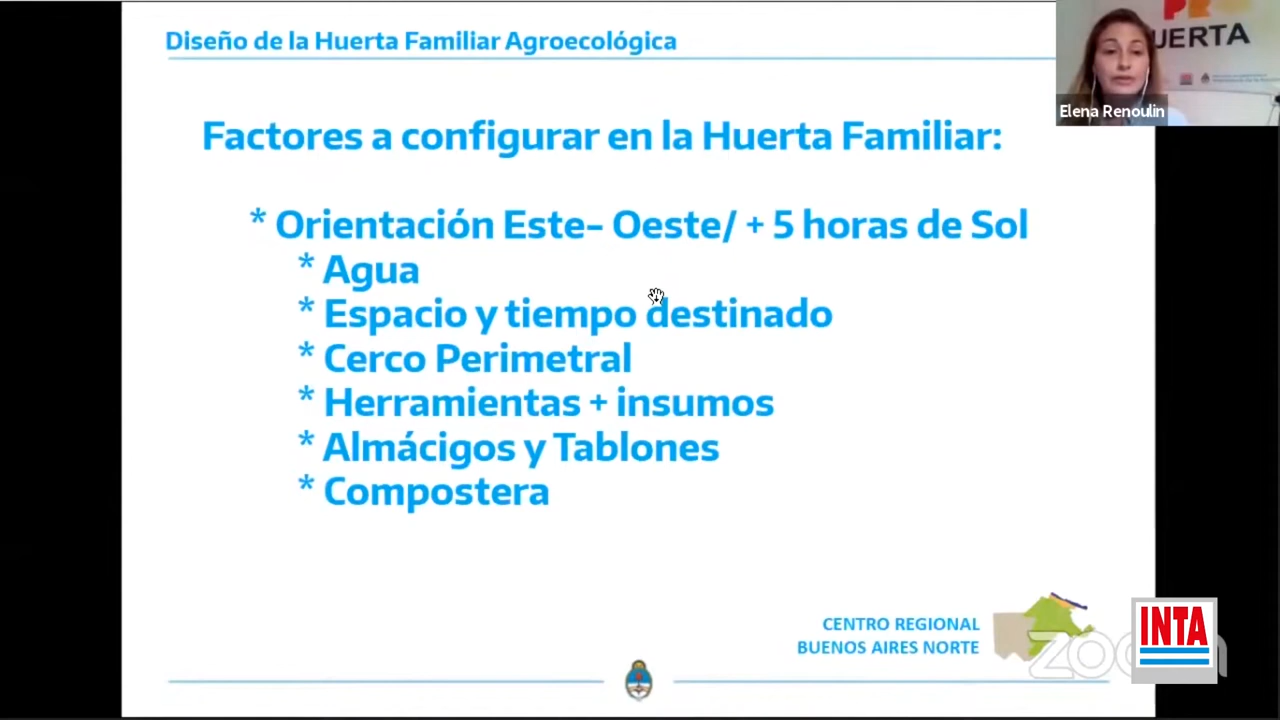 Diseño de la Huerta Familiar Agroecológica
UERTA
Elena Renoulin
Factores a configurar en la Huerta Familiar:
* Orientación Este- Oeste/ + 5 horas de Sol
* Agua
* Espacio y tiempo destinado
* Cerco Perimetral
* Herramientas + insumos
* Almácigos y Tablones
* Compostera
CENTRO REGIONAL
BUENOS AIRES NORTE
INTA